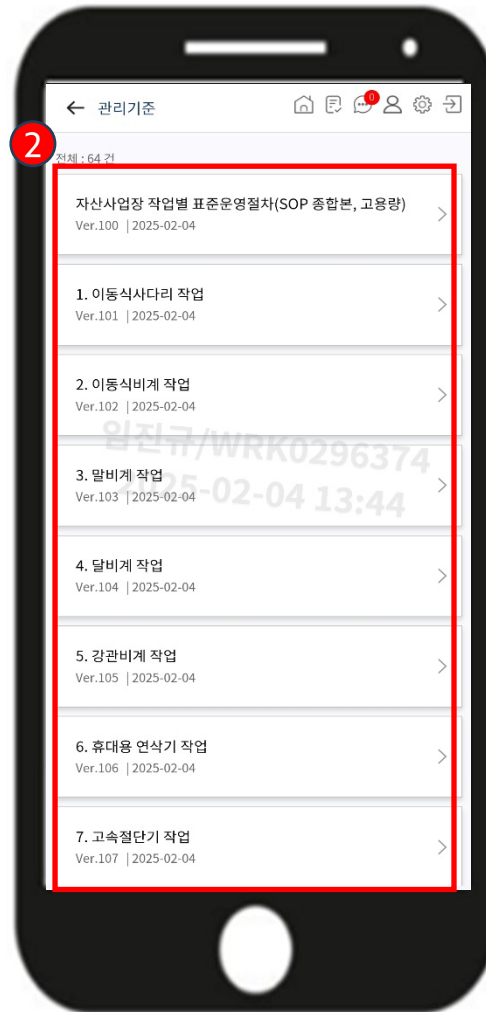 관리기준
0
2
전체 : 64 건
자산사업장 작업별 표준운영절차(SOP 종합본, 고용량)
Ver.100 | 2025-02-04
1. 이동식사다리 작업
Ver.101 | 2025-02-04
2. 이동식비계 작업
Ver.102 | 2025-02-04
임진규/WRK0296374
2025-02-04 13:44
3. 말비계 작업
Ver.103 | 2025-02-04
4. 달비계 작업
Ver.104 | 2025-02-04
5. 강관비계 작업
Ver.105 | 2025-02-04
6. 휴대용 연삭기 작업
Ver.106 | 2025-02-04
7. 고속절단기 작업
Ver.107 | 2025-02-04